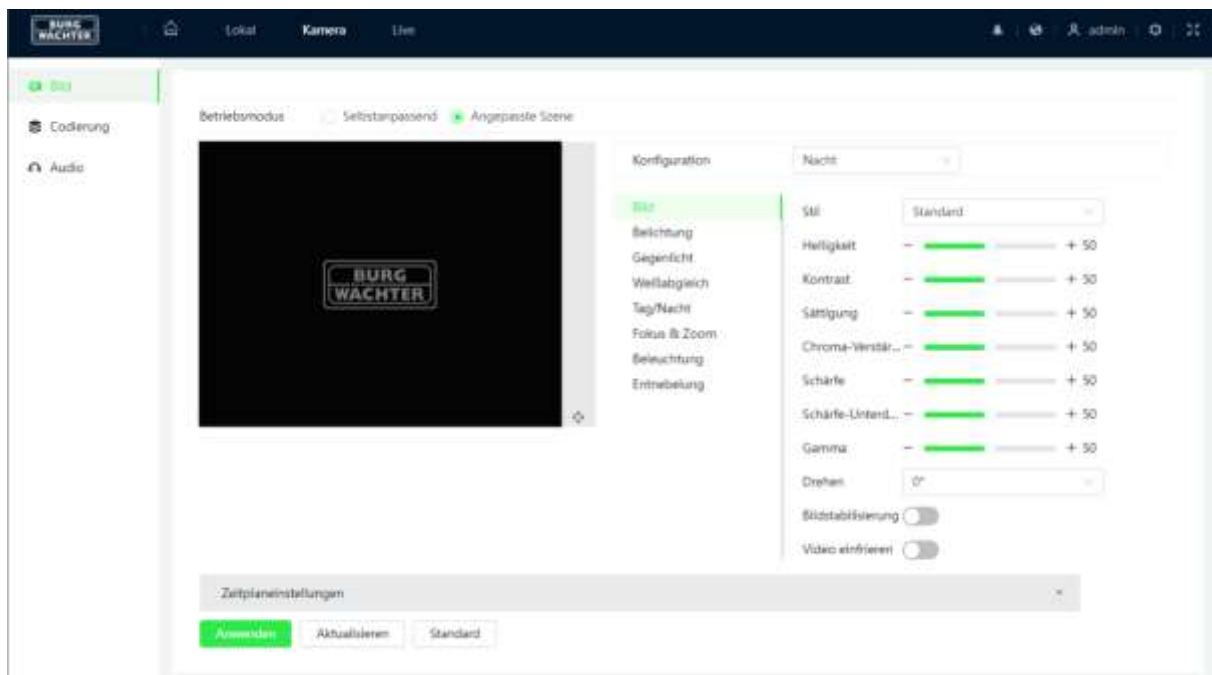 BURG
WÄCHTER
Lokal
Kamera
Live
admin
Bild
Codierung
Audio
Betriebsmodus
Selbstanpassend
Angepasste Szene
BURG
WÄCHTER
Konfiguration
Nacht
Bild
Belichtung
Gegenlicht
Weißabgleich
Tag/Nacht
Fokus & Zoom
Beleuchtung
Entnebelung
Stil
Standard
Helligkeit - + 50
Kontrast - + 50
Sättigung - + 50
Chroma-Verstär... - + 50
Schärfe - + 50
Schärfe-Unterd... - + 50
Gamma - + 50
Drehen
0°
Bildstabilisierung
Video einfrieren
Zeitplaneinstellungen
Anwenden
Aktualisieren
Standard